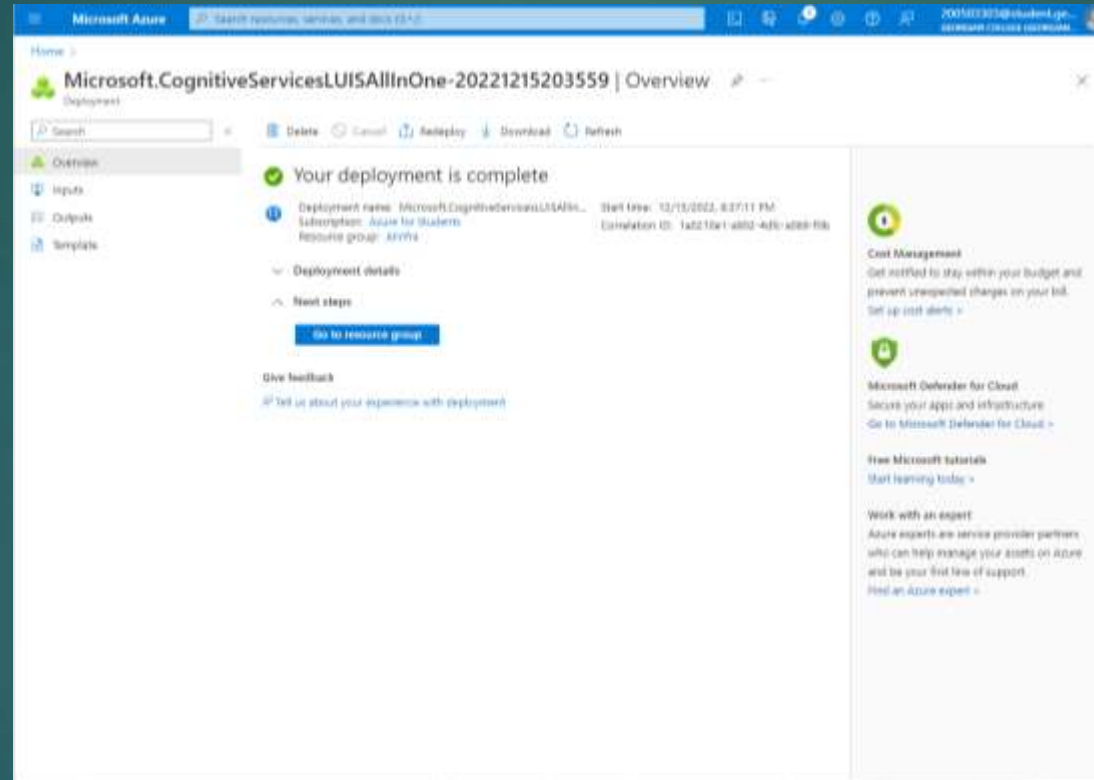 Microsoft Azure
Search resources, services, and docs (G+/)
Home >
Microsoft.CognitiveServicesLUISAllInOne-20221215203559 | Overview
Deployment
Search
Delete Cancel Redeploy Download Refresh
Overview
Inputs
Outputs
Template
Your deployment is complete
Deployment name: Microsoft.CognitiveServicesLUISAllIn...
Subscription: Azure for Students
Resource group:
Start time: 12/15/2022, 8:37:11 PM
Correlation ID:
Deployment details
Next steps
Go to resource group
Give feedback
Tell us about your experience with deployment
Cost Management
Get notified to stay within your budget and
prevent unexpected charges on your bill.
Set up cost alerts >
Microsoft Defender for Cloud
Secure your apps and infrastructure
Go to Microsoft Defender for Cloud >
Free Microsoft tutorials
Start learning today >
Work with an expert
Azure experts are service provider partners
who can help manage your assets on Azure
and be your first line of support.
Find an Azure expert >